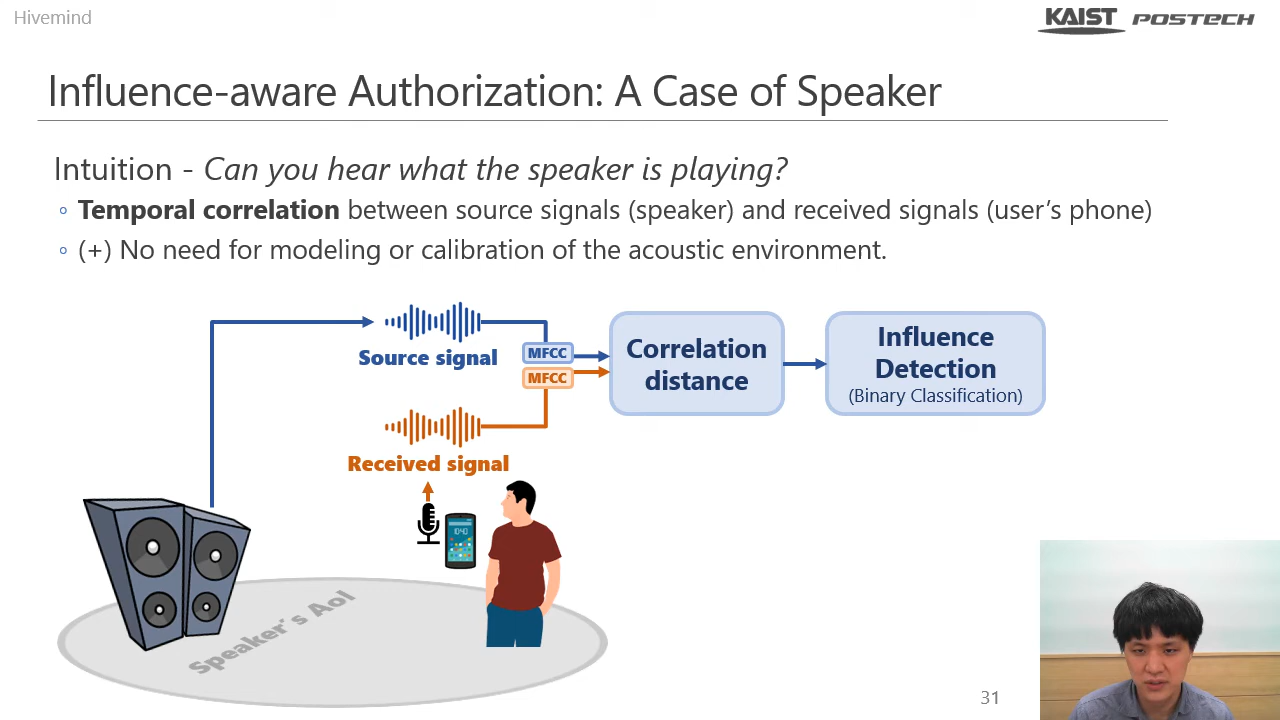 Hivemind
KAIST POSTECH
Influence-aware Authorization: A Case of Speaker
Intuition - Can you hear what the speaker is playing?
◦ Temporal correlation between source signals (speaker) and received signals (user's phone)
◦ (+) No need for modeling or calibration of the acoustic environment.
Source signal
MFCC
MFCC
Correlation
distance
Influence
Detection
(Binary Classification)
Received signal
10:40
Speaker's AoI
31